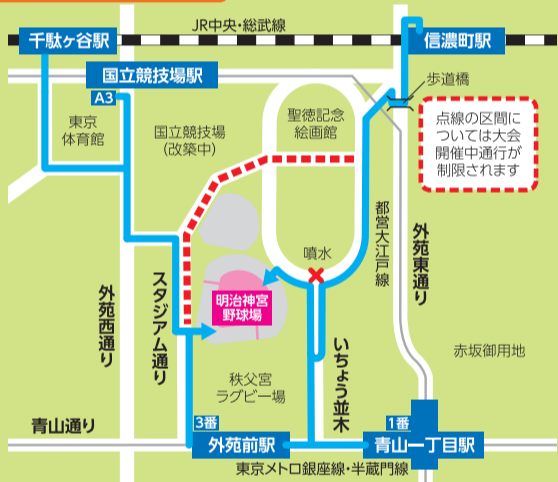 JR中央・総武線
千駄ヶ谷駅
信濃町駅
国立競技場駅
A3
歩道橋
東京
体育館
国立競技場
(改築中)
聖徳記念
絵画館
点線の区間に
ついては大会
開催中通行が
制限されます
都営大江戸線
外苑東通り
噴水
外苑西通り
スタジアム通り
明治神宮
野球場
いちょう並木
赤坂御用地
秩父宮
ラグビー場
青山通り
3番
外苑前駅
1番
青山一丁目駅
東京メトロ銀座線・半蔵門線